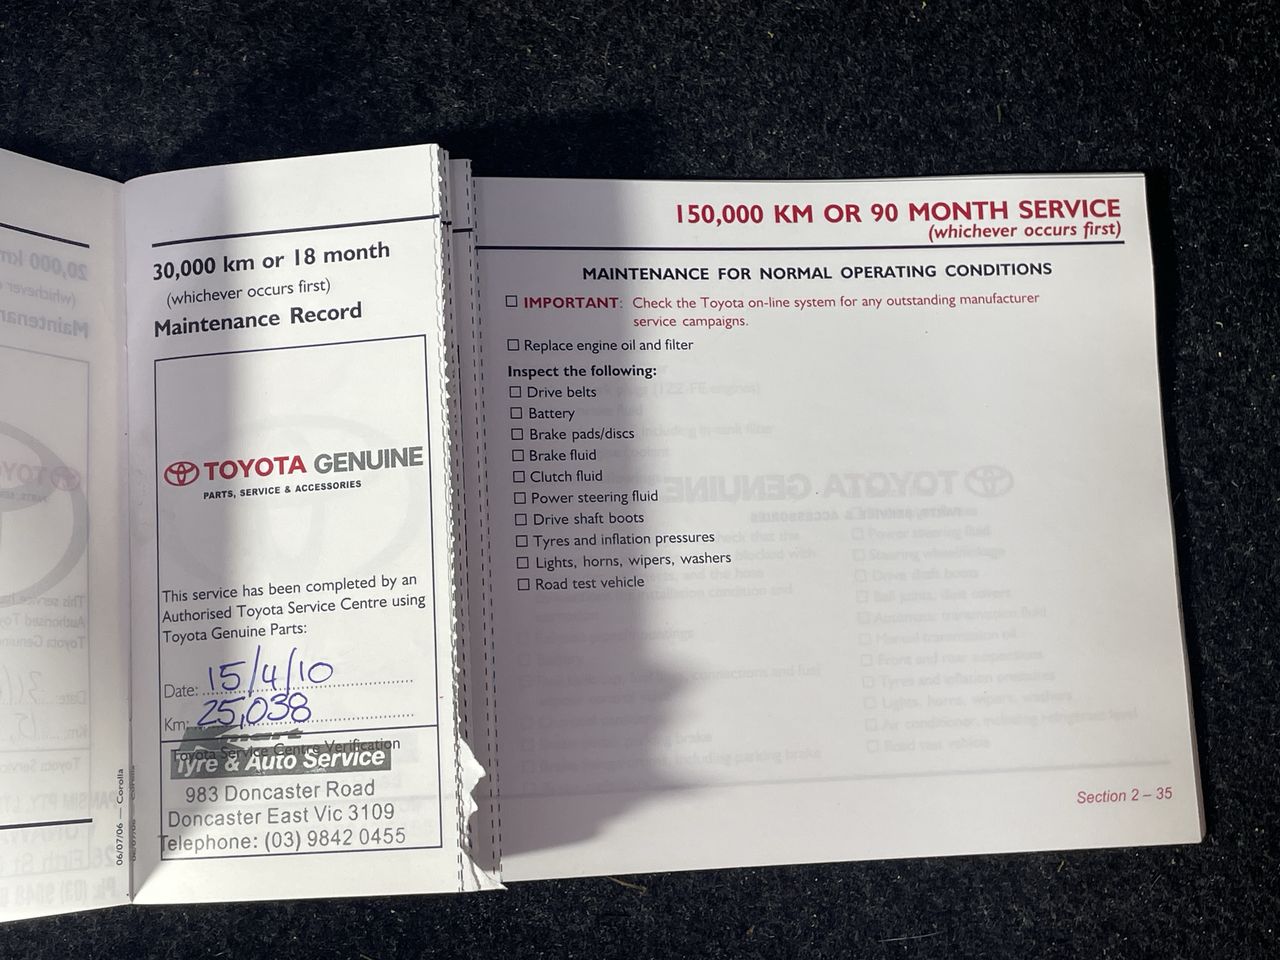 30,000 km or 18 month
(whichever occurs first)
Maintenance Record
TOYOTA GENUINE
PARTS, SERVICE & ACCESSORIES
This service has been completed by an
Authorised Toyota Service Centre using
Toyota Genuine Parts:
Date: 15/4/10
Km: 25,038
Kmart
Toyota Service Centre Verification
Tyre & Auto Service
983 Doncaster Road
Doncaster East Vic 3109
Telephone: (03) 9842 0455
06/07/06 — Corolla
150,000 KM OR 90 MONTH SERVICE
(whichever occurs first)
MAINTENANCE FOR NORMAL OPERATING CONDITIONS
☐ IMPORTANT: Check the Toyota on-line system for any outstanding manufacturer
service campaigns.
☐ Replace engine oil and filter
Inspect the following:
☐ Drive belts
☐ Battery
☐ Brake pads/discs
☐ Brake fluid
☐ Clutch fluid
☐ Power steering fluid
☐ Drive shaft boots
☐ Tyres and inflation pressures
☐ Lights, horns, wipers, washers
☐ Road test vehicle
Section 2 – 35